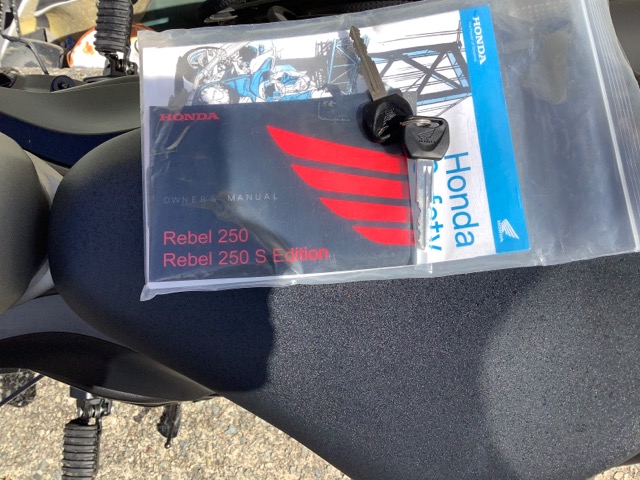 HONDA
HONDA
OWNER'S MANUAL
Rebel 250
Rebel 250 S Edition
Honda